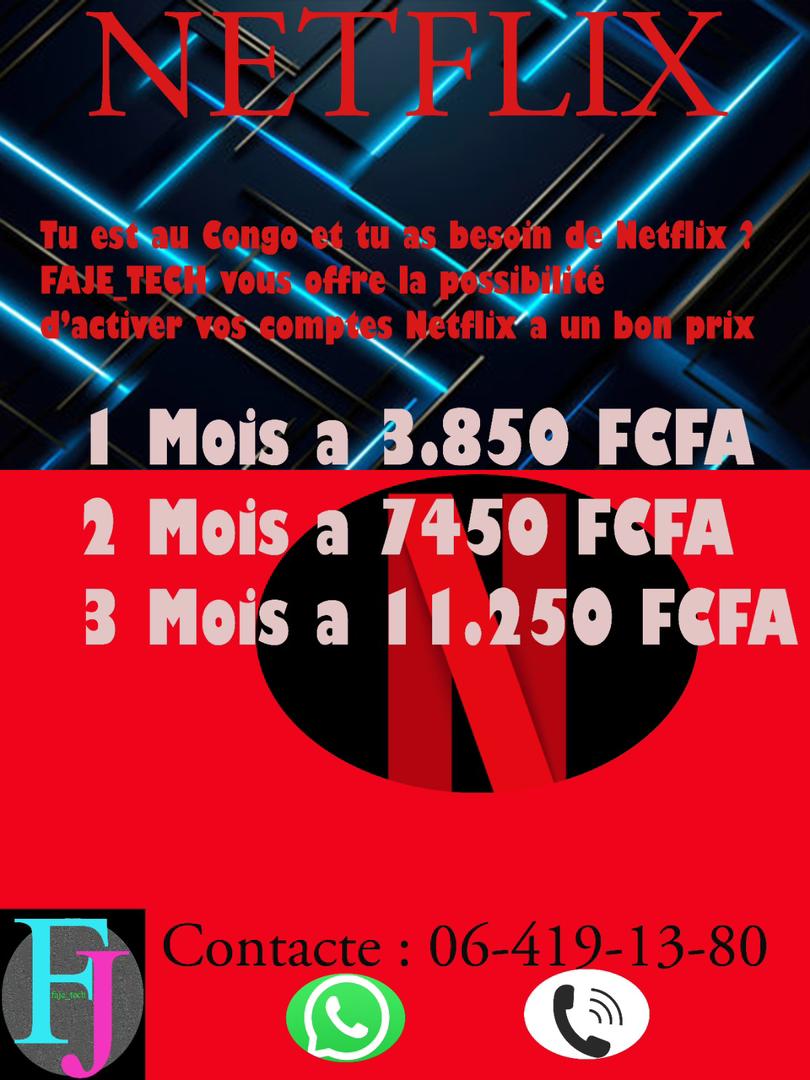 NETFLIX
Tu est au Congo et tu as besoin de Netflix ?
FAJE_TECH vous offre la possibilité
d'activer vos comptes Netflix a un bon prix
1 Mois a 3.850 FCFA
2 Mois a 7450 FCFA
3 Mois a 11.250 FCFA
N
Contacte : 06-419-13-80
FJ
faje_tech